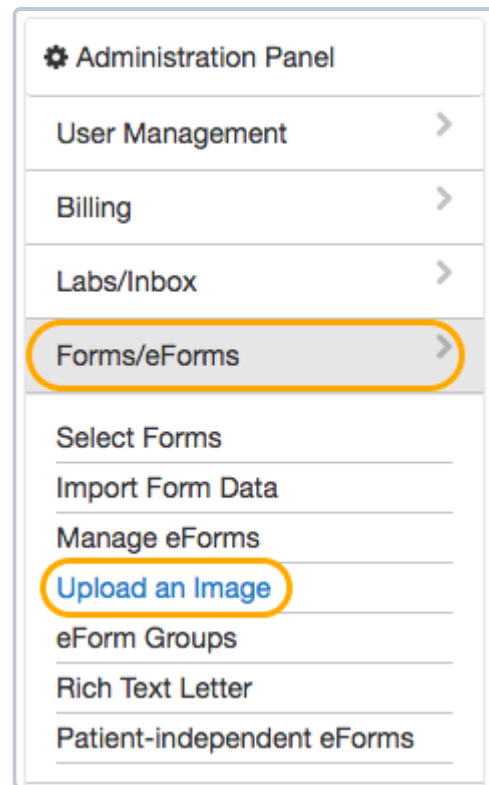 Administration Panel
User Management
Billing
Labs/Inbox
Forms/eForms
Select Forms
Import Form Data
Manage eForms
Upload an Image
eForm Groups
Rich Text Letter
Patient-independent eForms